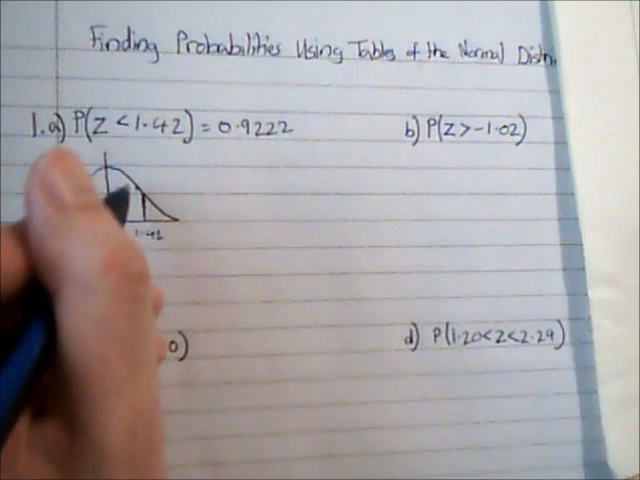 Finding Probabilities Using Tables of the Normal
1.a) P(Z < 1.42) = 0.9222
b) P(Z > -1.02)
1.42
0)
d) P(1.20<Z<2.29)